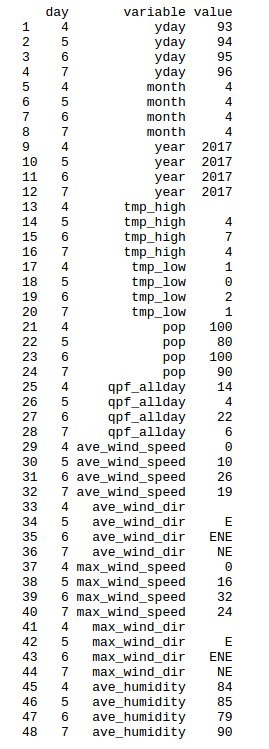 day variable value
1 4 yday 93
2 5 yday 94
3 6 yday 95
4 7 yday 96
5 4 month 4
6 5 month 4
7 6 month 4
8 7 month 4
9 4 year 2017
10 5 year 2017
11 6 year 2017
12 7 year 2017
13 4 tmp_high
14 5 tmp_high 4
15 6 tmp_high 7
16 7 tmp_high 4
17 4 tmp_low 1
18 5 tmp_low 0
19 6 tmp_low 2
20 7 tmp_low 1
21 4 pop 100
22 5 pop 80
23 6 pop 100
24 7 pop 90
25 4 qpf_allday 14
26 5 qpf_allday 4
27 6 qpf_allday 22
28 7 qpf_allday 6
29 4 ave_wind_speed 0
30 5 ave_wind_speed 10
31 6 ave_wind_speed 26
32 7 ave_wind_speed 19
33 4 ave_wind_dir
34 5 ave_wind_dir E
35 6 ave_wind_dir ENE
36 7 ave_wind_dir NE
37 4 max_wind_speed 0
38 5 max_wind_speed 16
39 6 max_wind_speed 32
40 7 max_wind_speed 24
41 4 max_wind_dir
42 5 max_wind_dir E
43 6 max_wind_dir ENE
44 7 max_wind_dir NE
45 4 ave_humidity 84
46 5 ave_humidity 85
47 6 ave_humidity 79
48 7 ave_humidity 90